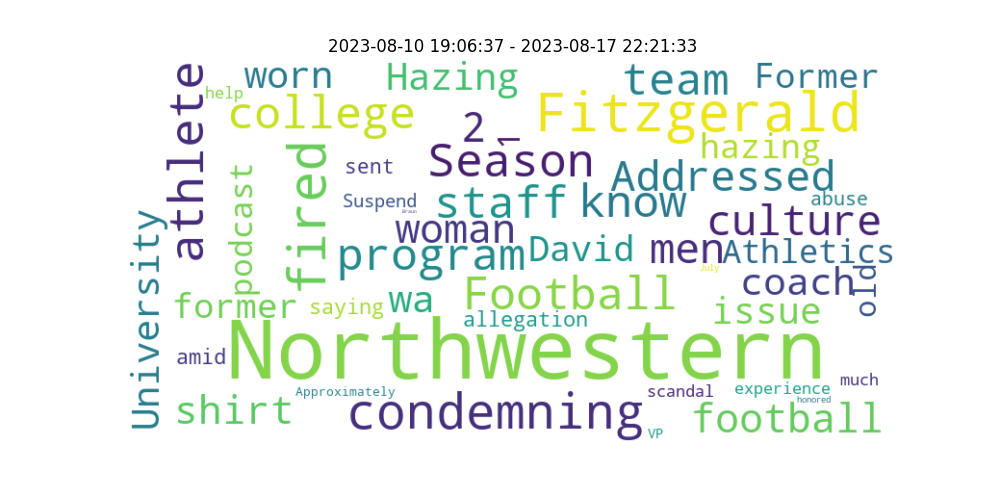 2023-08-10 19:06:37 - 2023-08-17 22:21:33
athlete
help
worn
Hazing
team
Former
college
Fitzgerald
2
hazing
Season
fired
sent
Addressed
podcast
Suspend
staff
know
abuse
Braun
woman
culture
University
program
David
men
Athletics
July
coach
old
former
saying
wa
Football
issue
allegation
Northwestern
amid
much
Approximately
scandal
experience
honored
shirt
condemning
football
VP